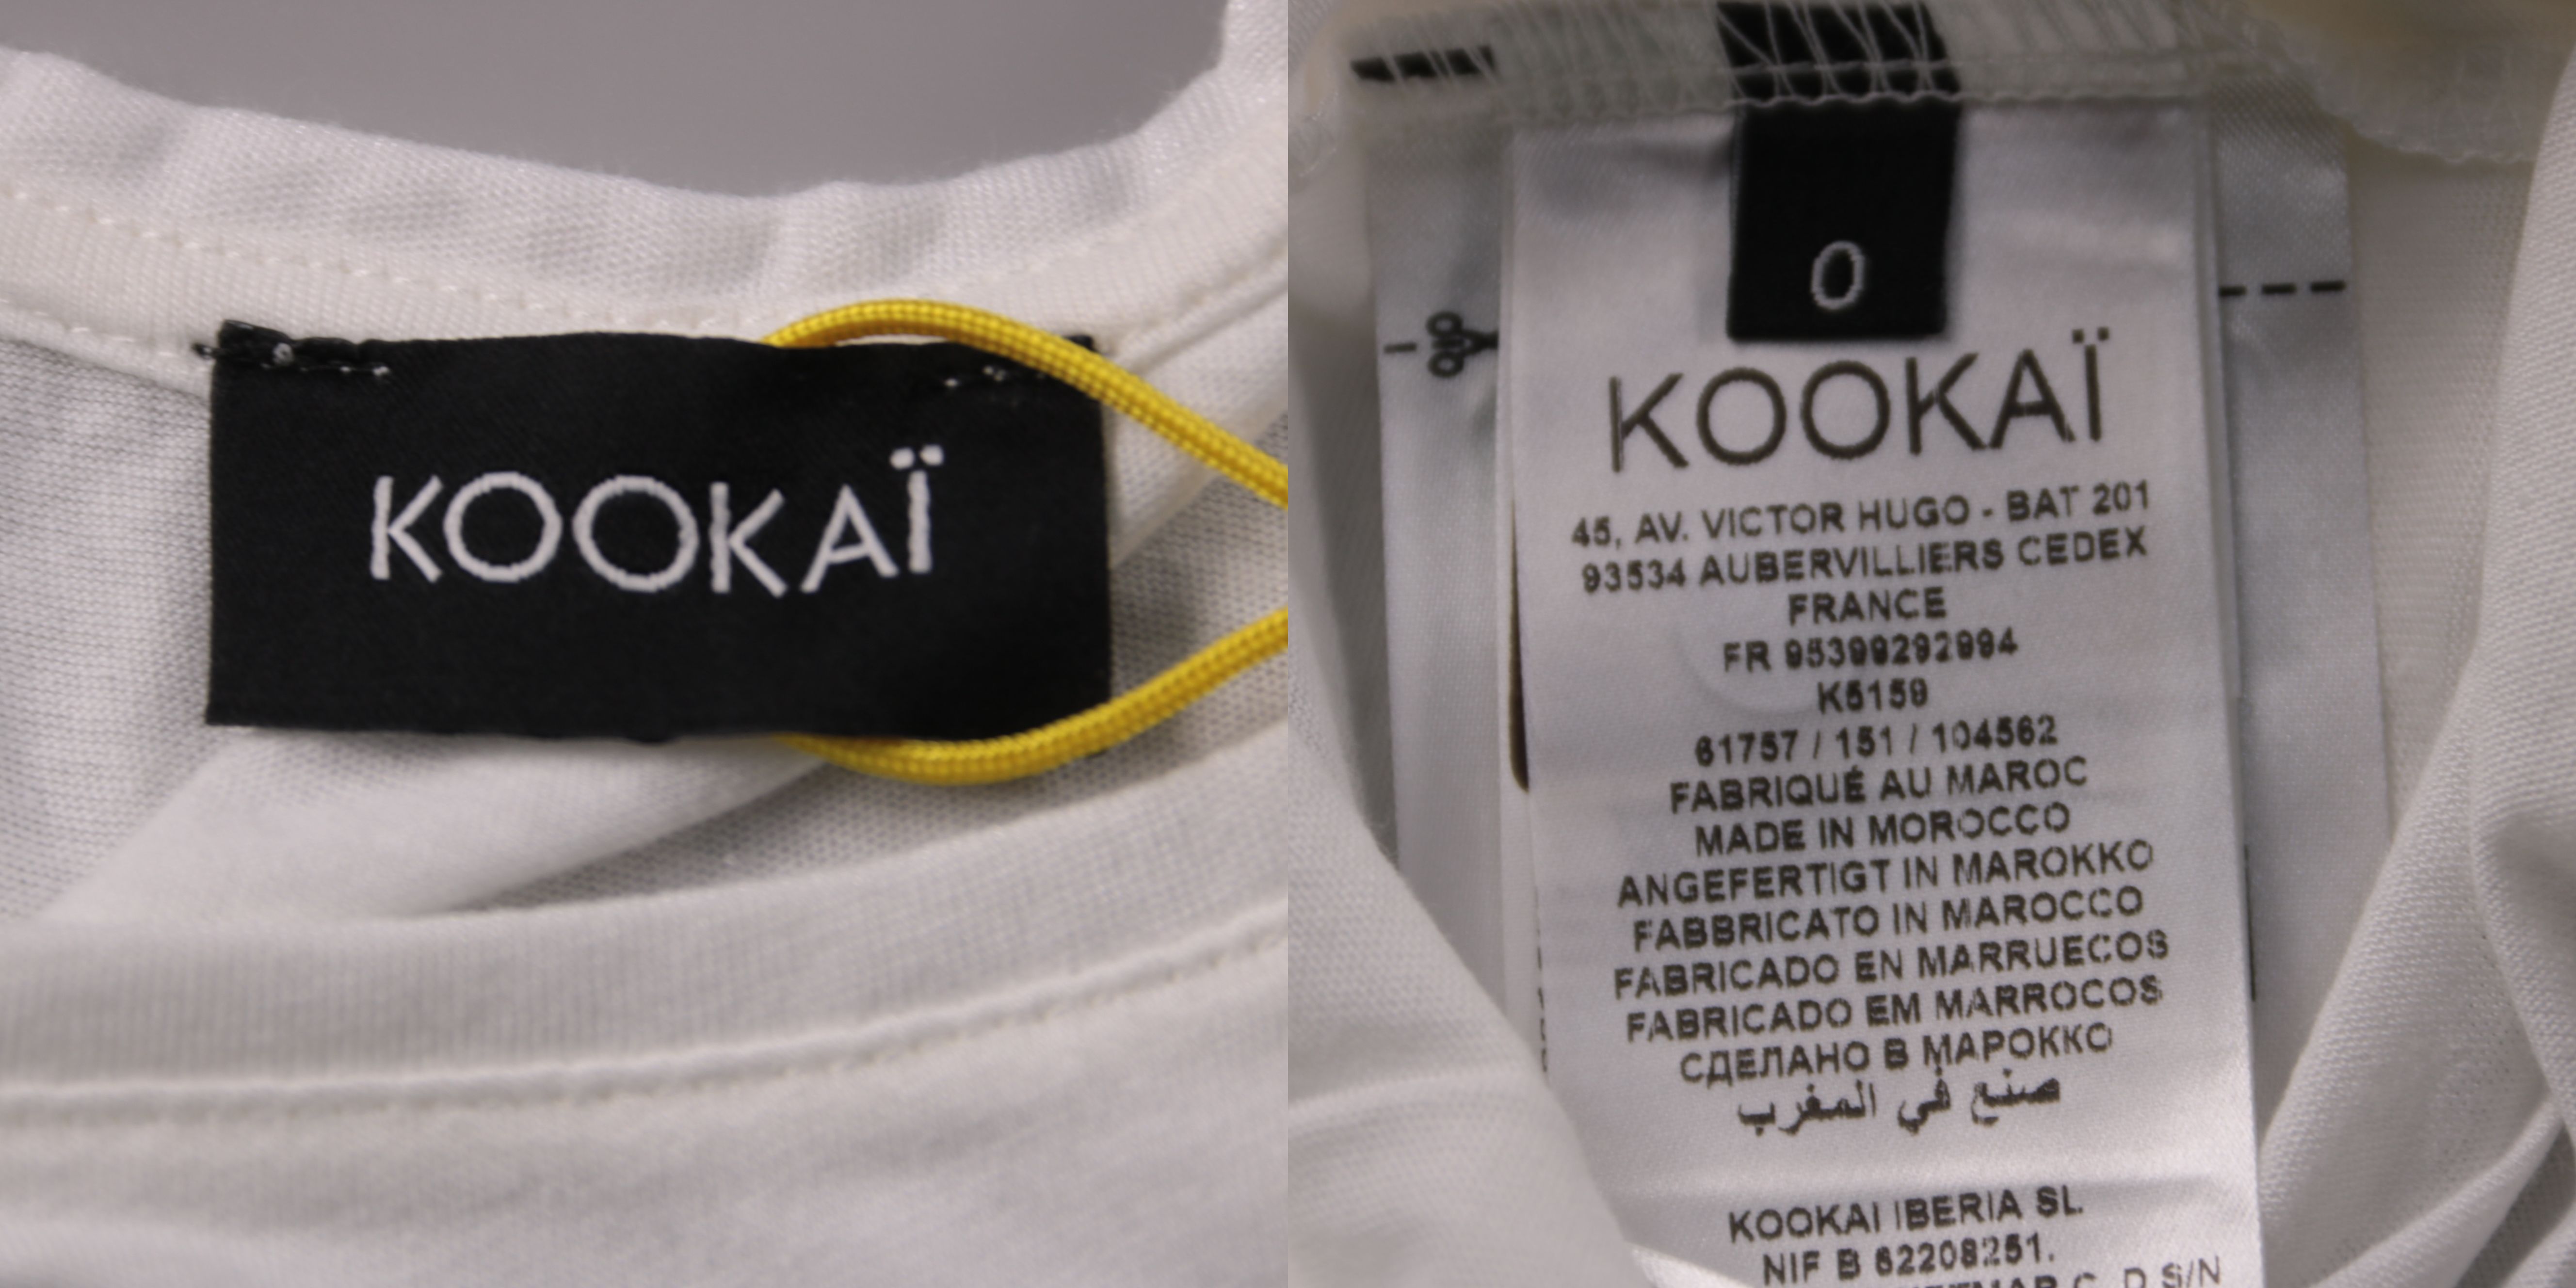 KOOKAÏ
0
KOOKAÏ
45, AV. VICTOR HUGO - BAT 201
93534 AUBERVILLIERS CEDEX
FRANCE
FR 95399292994
K5159
61757 / 151 / 104562
FABRIQUÉ AU MAROC
MADE IN MOROCCO
ANGEFERTIGT IN MAROKKO
FABBRICATO IN MAROCCO
FABRICADO EN MARRUECOS
FABRICADO EM MARROCOS
СДЕЛАНО В МАРОККО
صنع في المغرب
KOOKAI IBERIA SL.
NIF B 62208251.
C. D S/N